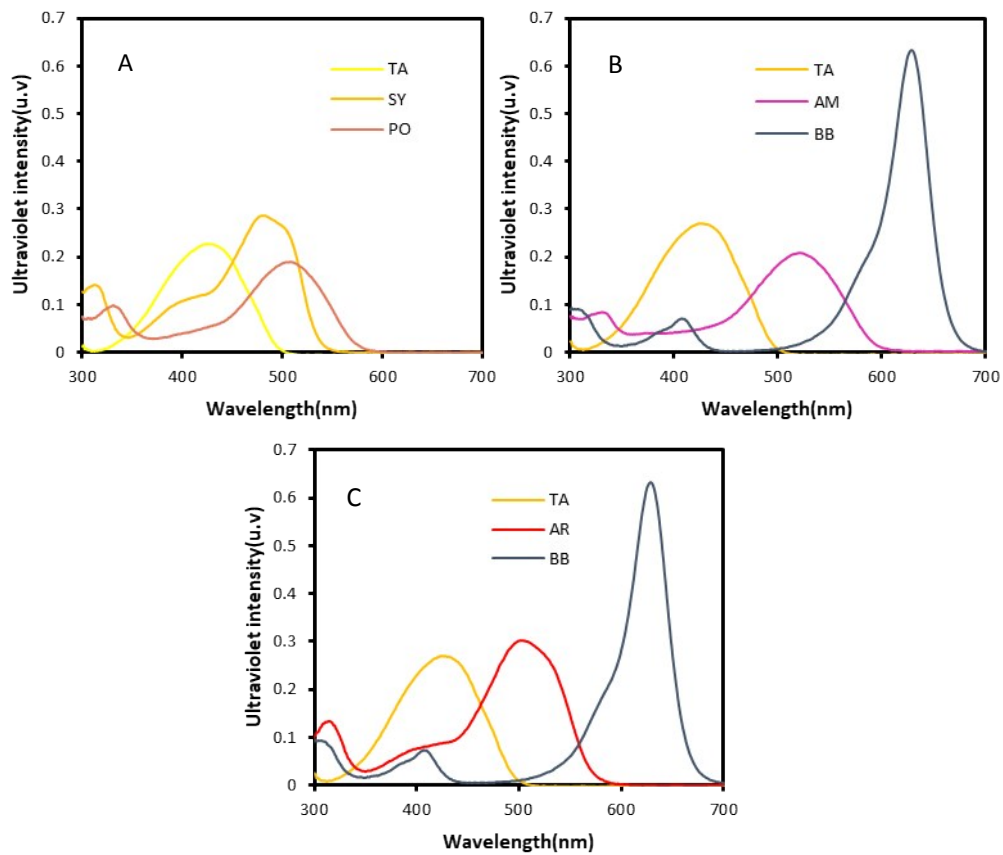 A
TA
SY
PO
Ultraviolet intensity(u.v)
0.7
0.6
0.5
0.4
0.3
0.2
0.1
0
300 400 500 600 700
Wavelength(nm)
B
TA
AM
BB
Ultraviolet intensity(u.v)
0.7
0.6
0.5
0.4
0.3
0.2
0.1
0
300 400 500 600 700
Wavelength(nm)
C
TA
AR
BB
Ultraviolet intensity(u.v)
0.7
0.6
0.5
0.4
0.3
0.2
0.1
0
300 400 500 600 700
Wavelength(nm)